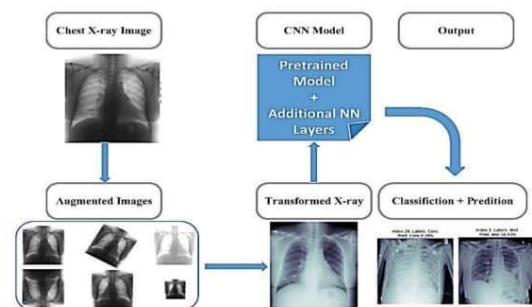 Chest X-ray Image
CNN Model
Output
Pretrained
Model
+
Additional NN
Layers
Augmented Images
Transformed X-ray
Classifiction + Predition